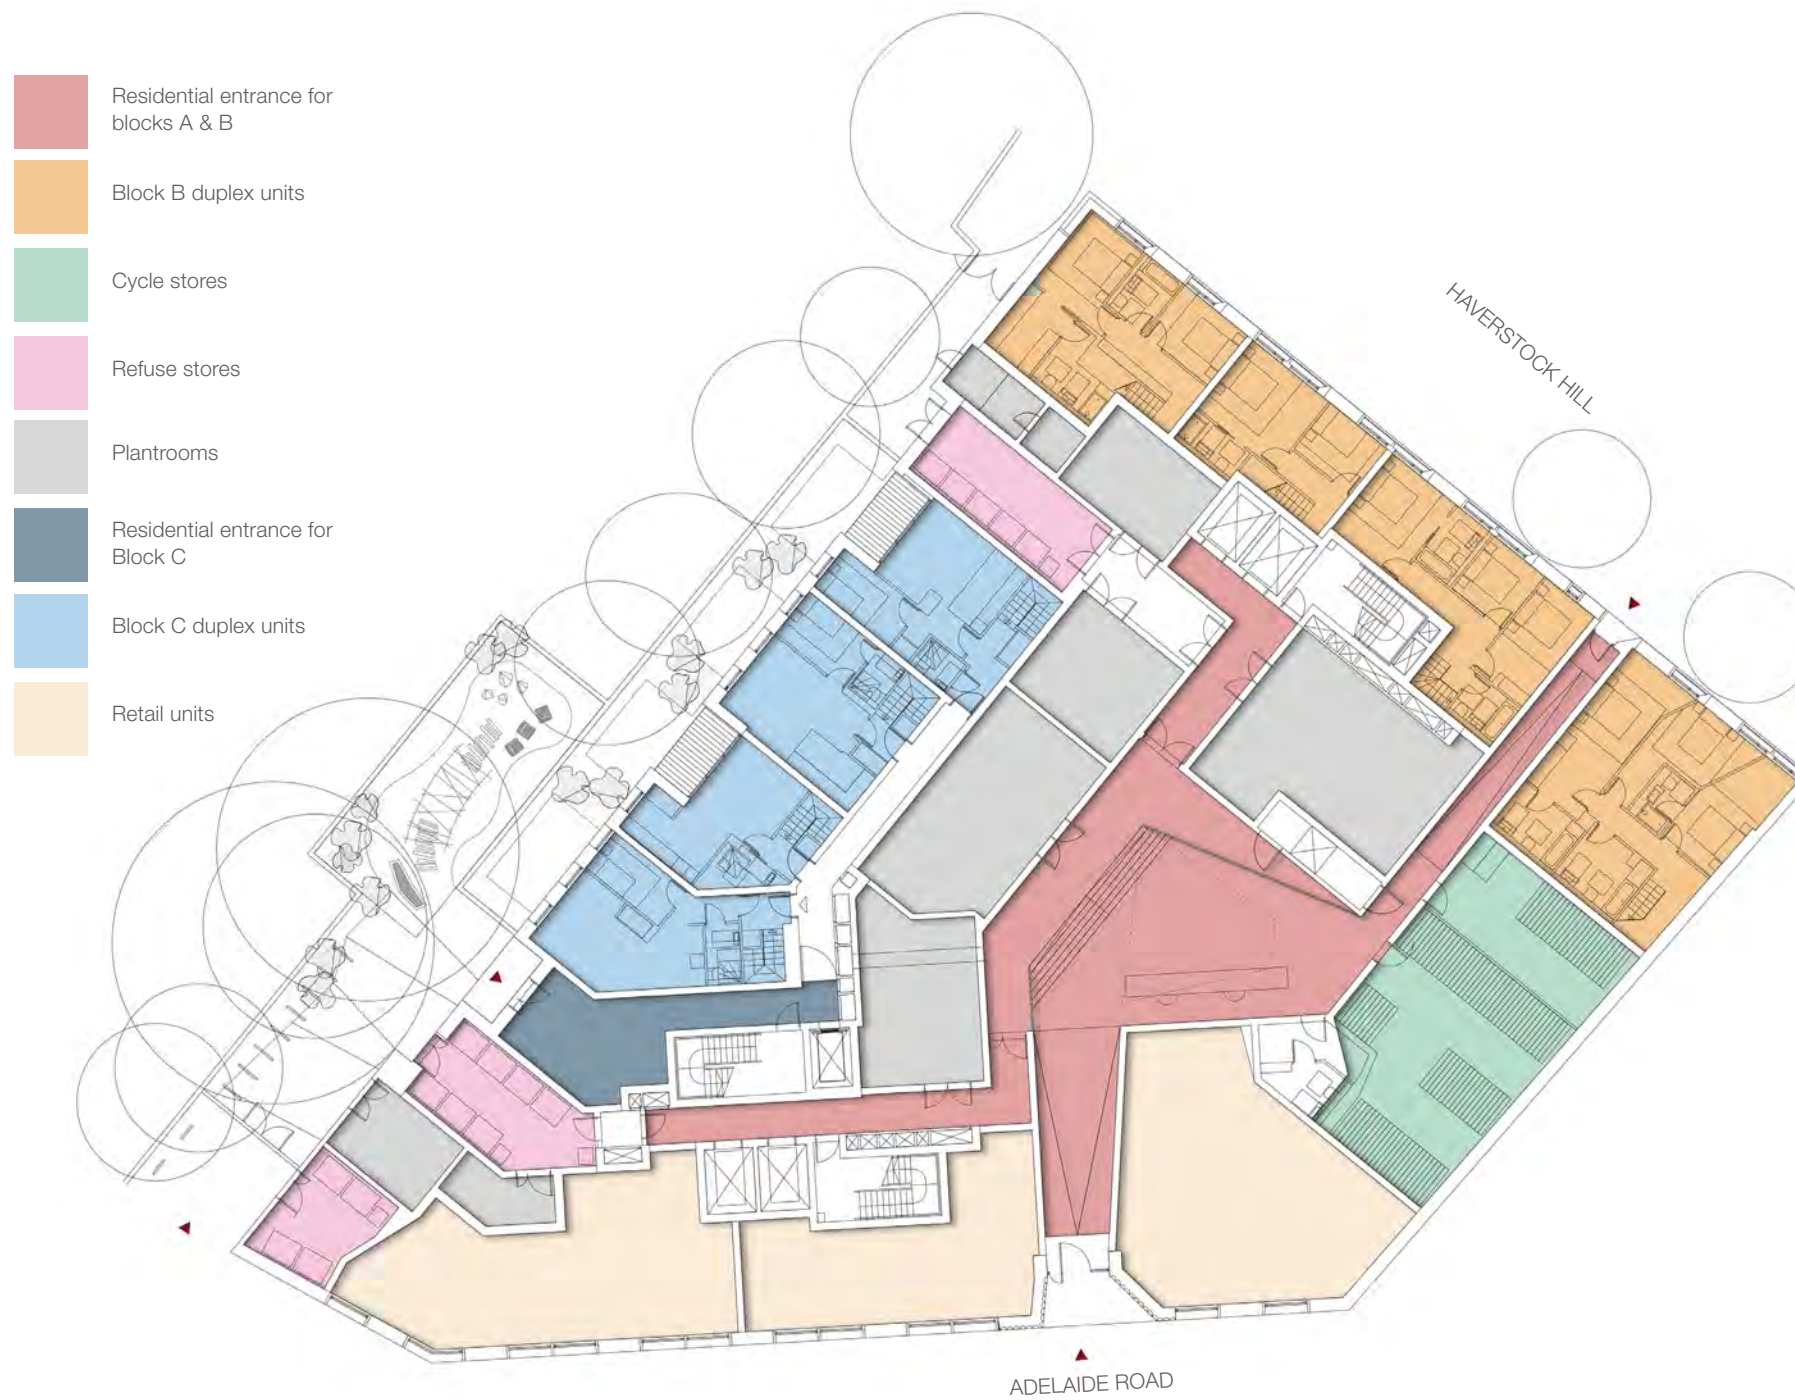 Residential entrance for
blocks A & B
Block B duplex units
Cycle stores
Refuse stores
Plantrooms
Residential entrance for
Block C
Block C duplex units
Retail units
HAVERSTOCK HILL
ADELAIDE ROAD